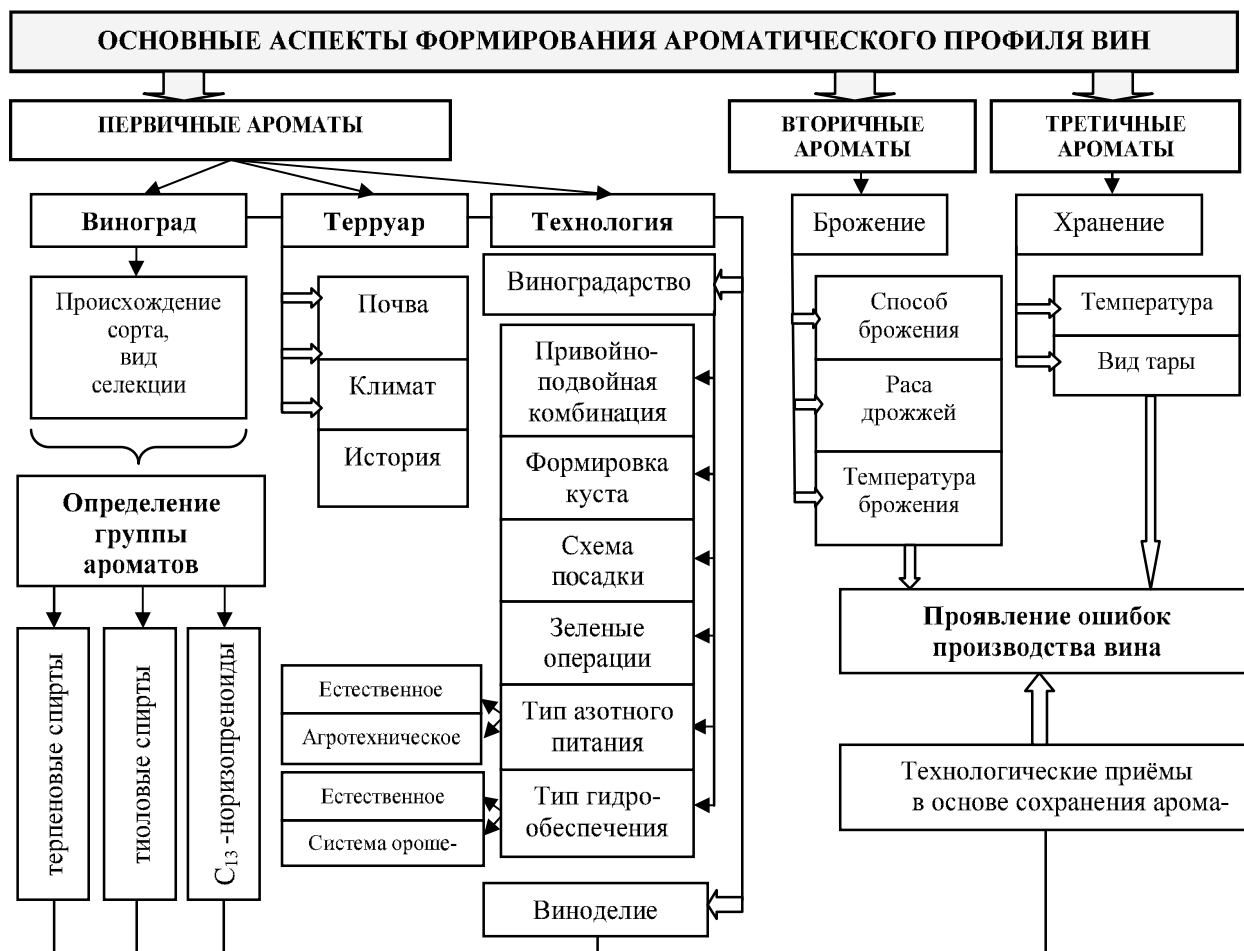 ОСНОВНЫЕ АСПЕКТЫ ФОРМИРОВАНИЯ АРОМАТИЧЕСКОГО ПРОФИЛЯ ВИН
ПЕРВИЧНЫЕ АРОМАТЫ
ВТОРИЧНЫЕ
АРОМАТЫ
ТРЕТИЧНЫЕ
АРОМАТЫ
Виноград
Терруар
Технология
Брожение
Хранение
Происхождение
сорта,
вид
селекции
Почва
Климат
История
Виноградарство
Привойно-
подвойная
комбинация
Формировка
куста
Схема
посадки
Зеленые
операции
Тип азотного
питания
Тип гидро-
обеспечения
Естественное
Агротехническое
Естественное
Система ороше-
Виноделие
Способ
брожения
Раса
дрожжей
Температура
брожения
Температура
Вид тары
Определение
группы
ароматов
терпеновые спирты
тиоловые спирты
C13 -норизопреноиды
Проявление ошибок
производства вина
Технологические приёмы
в основе сохранения арома-